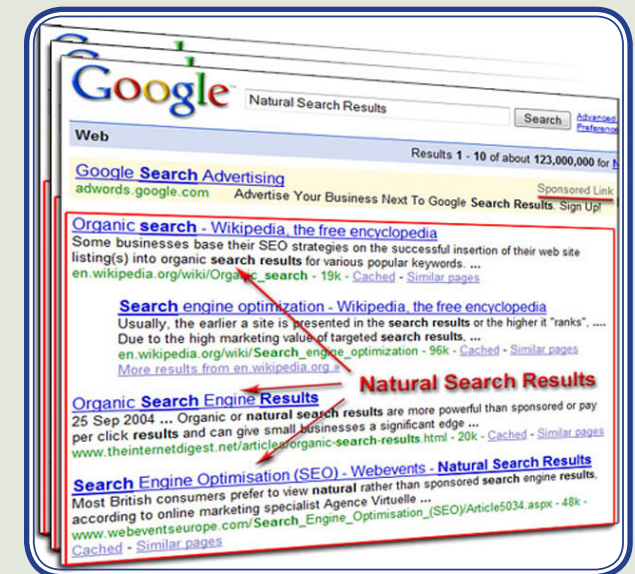 Google
Natural Search Results
Search
Advanced
Preference
Web
Results 1 - 10 of about 123,000,000 for
Google Search Advertising
adwords.google.com Advertise Your Business Next To Google Search Results. Sign Up!
Sponsored Link
Organic search - Wikipedia, the free encyclopedia
Some businesses base their SEO strategies on the successful insertion of their web site
listing(s) into organic search results for various popular keywords. ...
en.wikipedia.org/wiki/Organic_search - 19k - Cached - Similar pages
Search engine optimization - Wikipedia, the free encyclopedia
Usually, the earlier a site is presented in the search results or the higher it "ranks", ....
Due to the high marketing value of targeted search results, ...
en.wikipedia.org/wiki/Search_engine_optimization - 96k - Cached - Similar pages
More results from en.wikipedia.org »
Natural Search Results
Organic Search Engine Results
25 Sep 2004 ... Organic or natural search results are more powerful than sponsored or pay
per click results and can give small businesses a significant edge ...
www.theinternetdigest.net/articles/organic-search-results.html - 20k - Cached - Similar pages
Search Engine Optimisation (SEO) - Webevents - Natural Search Results
Most British consumers prefer to view natural rather than sponsored search engine results,
according to online marketing specialist Agence Virtuelle ...
www.webeventseurope.com/Search_Engine_Optimisation_(SEO)/Article5034.aspx - 48k -
Cached - Similar pages